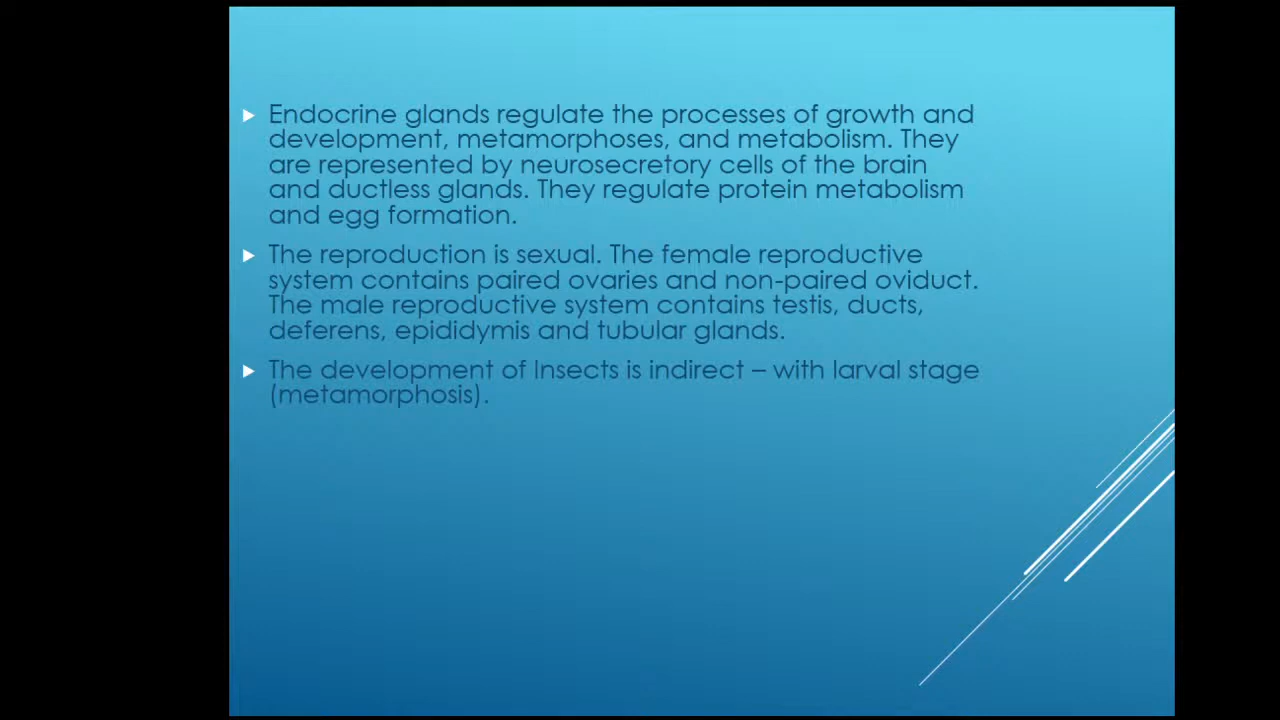 Endocrine glands regulate the processes of growth and
development, metamorphoses, and metabolism. They
are represented by neurosecretory cells of the brain
and ductless glands. They regulate protein metabolism
and egg formation.
The reproduction is sexual. The female reproductive
system contains paired ovaries and non-paired oviduct.
The male reproductive system contains testis, ducts,
deferens, epididymis and tubular glands.
The development of Insects is indirect – with larval stage
(metamorphosis).